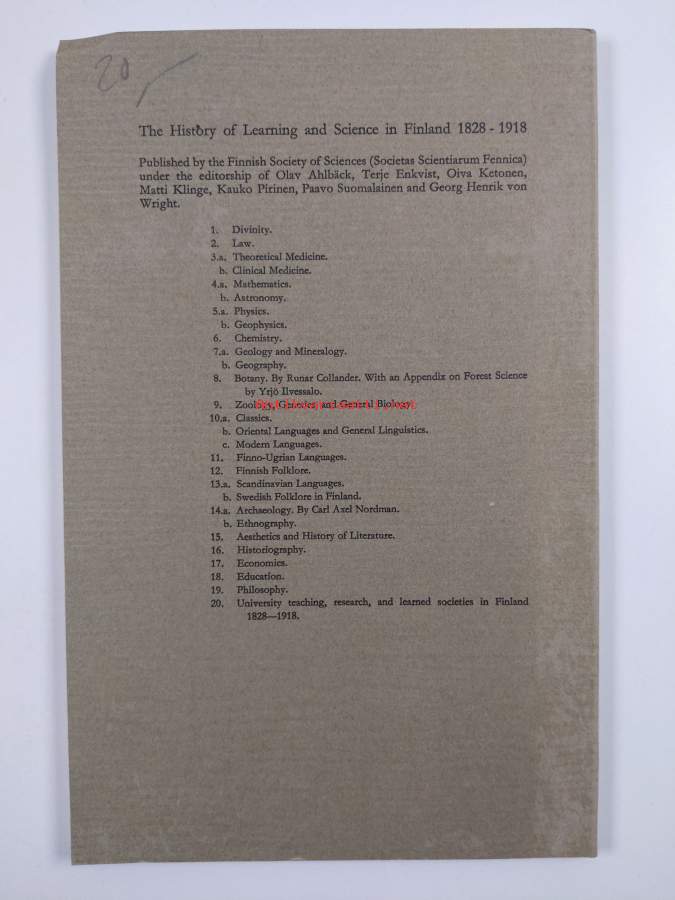 20,-
The History of Learning and Science in Finland 1828 - 1918
Published by the Finnish Society of Sciences (Societas Scientiarum Fennica)
under the editorship of Olav Ahlbäck, Terje Enkvist, Oiva Ketonen,
Matti Klinge, Kauko Pirinen, Paavo Suomalainen and Georg Henrik von
Wright.
1. Divinity.
2. Law.
3.a. Theoretical Medicine.
b. Clinical Medicine.
4.a. Mathematics.
b. Astronomy.
5.a. Physics.
b. Geophysics.
6. Chemistry.
7.a. Geology and Mineralogy.
b. Geography.
8. Botany. By Runar Collander. With an Appendix on Forest Science
by Yrjö Ilvessalo.
9. Zoology, Genetics and General Biology.
10.a. Classics.
b. Oriental Languages and General Linguistics.
c. Modern Languages.
11. Finno-Ugrian Languages.
12. Finnish Folklore.
13.a. Scandinavian Languages.
b. Swedish Folklore in Finland.
14.a. Archaeology. By Carl Axel Nordman.
b. Ethnography.
15. Aesthetics and History of Literature.
16. Historiography.
17. Economics.
18. Education.
19. Philosophy.
20. University teaching, research, and learned societies in Finland
1828—1918.